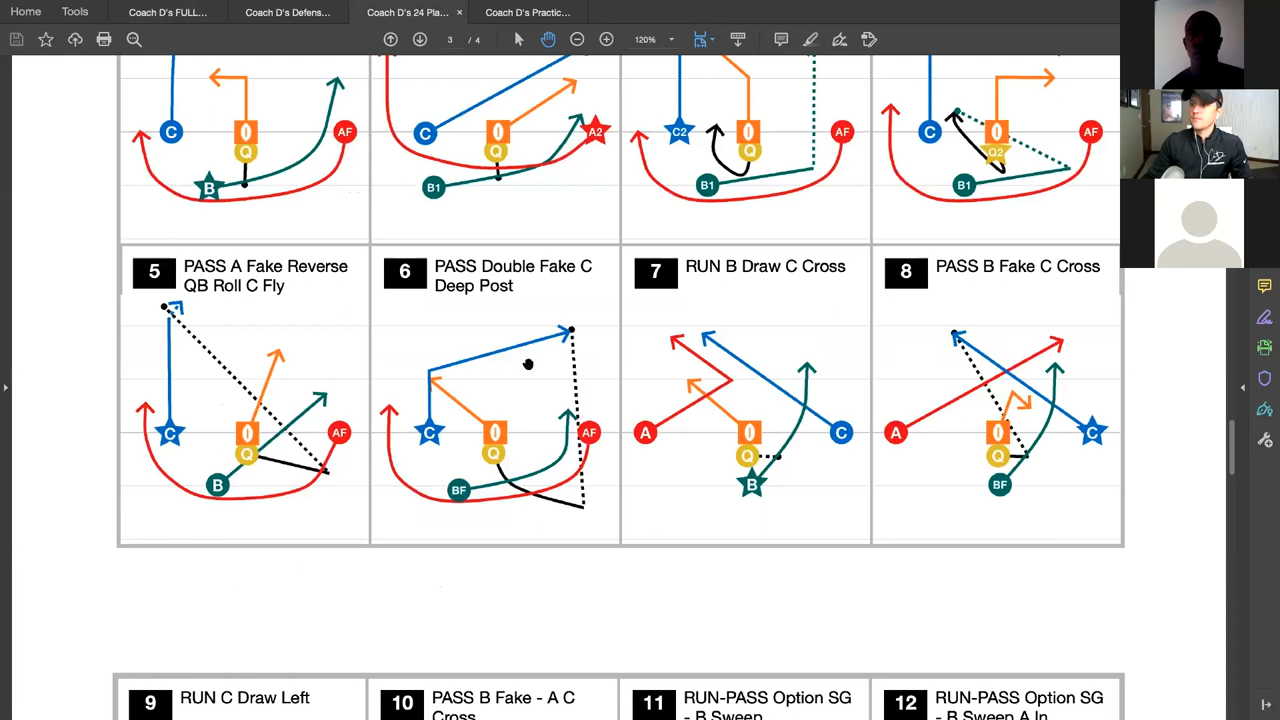 Home Tools Coach D's FULL... Coach D's Defens... Coach D's 24 Pla... × Coach D's Practic...
3 / 4 120%
C 0 Q B AF
C 0 Q B1 A2
C2 0 Q B1 AF
C 0 Q2 B1 AF
5 PASS A Fake Reverse
QB Roll C Fly
6 PASS Double Fake C
Deep Post
7 RUN B Draw C Cross
8 PASS B Fake C Cross
C 0 Q B AF
C 0 Q BF AF
A 0 Q B C
A 0 Q BF C
9 RUN C Draw Left
10 PASS B Fake - A C
Cross
11 RUN-PASS Option SG
- B Sweep
12 RUN-PASS Option SG
- B Sweep A In